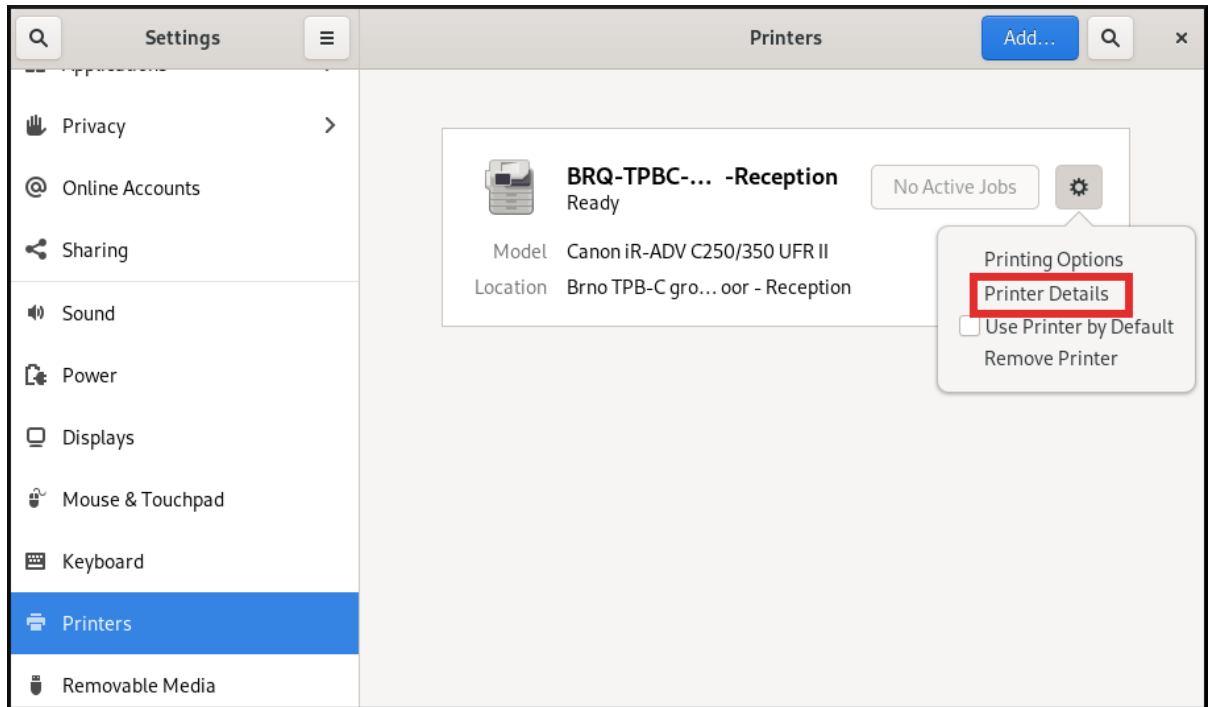 Settings
Printers
Add...
Privacy
Online Accounts
Sharing
Sound
Power
Displays
Mouse & Touchpad
Keyboard
Printers
Removable Media
BRQ-TPBC-... -Reception
Ready
No Active Jobs
Model Canon iR-ADV C250/350 UFR II
Location Brno TPB-C gro... oor - Reception
Printing Options
Printer Details
Use Printer by Default
Remove Printer